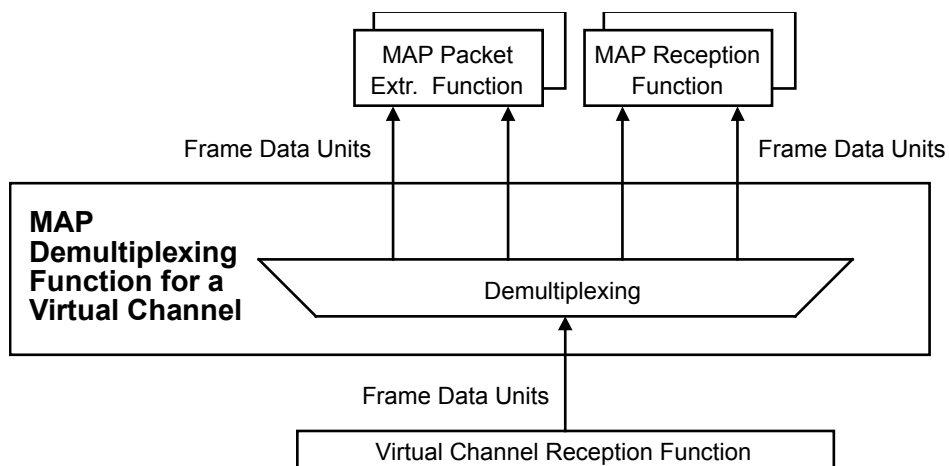 MAP Packet
Extr. Function
MAP Reception
Function
Frame Data Units
Frame Data Units
MAP
Demultiplexing
Function for a
Virtual Channel
Demultiplexing
Frame Data Units
Virtual Channel Reception Function